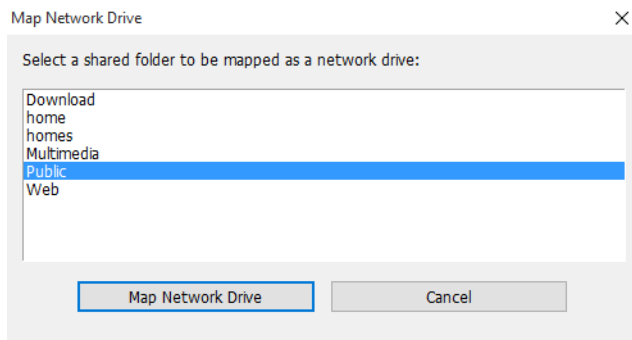 Map Network Drive
Select a shared folder to be mapped as a network drive:
Download
home
homes
Multimedia
Public
Web
Map Network Drive
Cancel